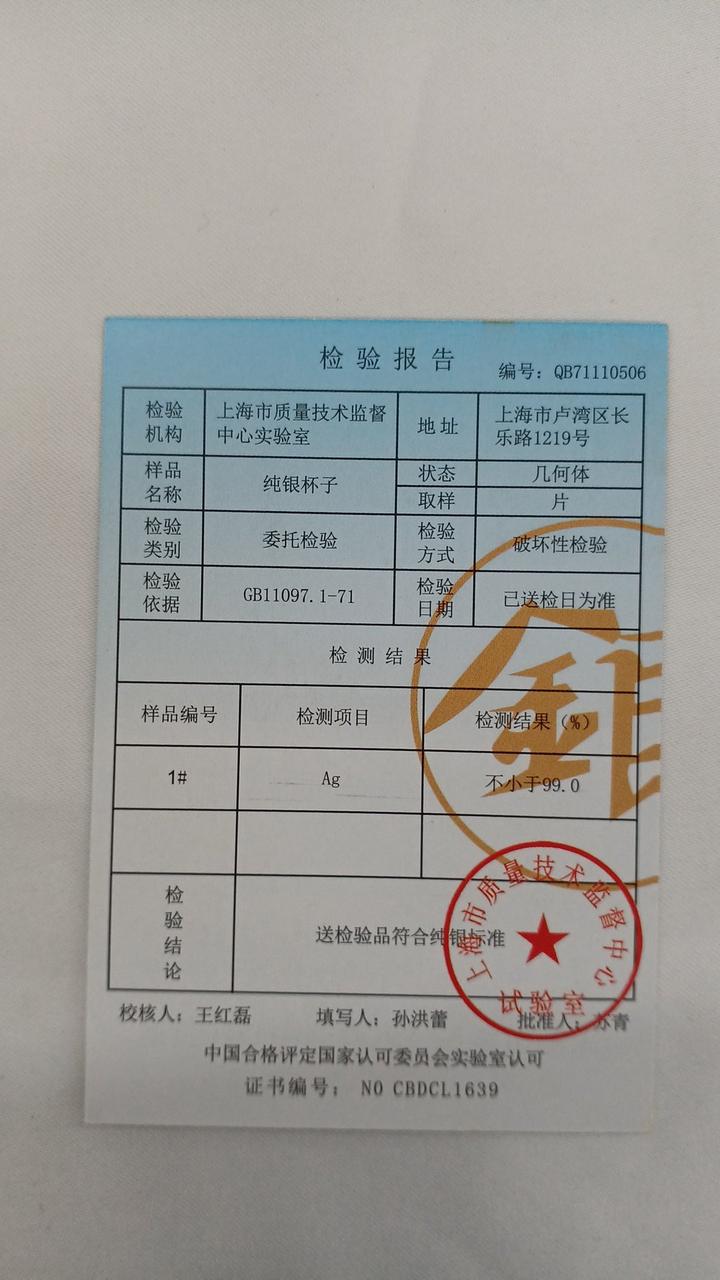 检验报告
编号：QB71110506
检验
机构
上海市质量技术监督
中心实验室
地址
上海市卢湾区长
乐路1219号
样品
名称
纯银杯子
状态
几何体
取样
片
检验
类别
委托检验
检验
方式
破坏性检验
检验
依据
GB11097.1-71
检验
日期
已送检日为准
检测结果
样品编号
检测项目
检测结果（%）
1#
Ag
不小于99.0
检
验
结
论
送检验品符合纯银标准
上海市质量技术监督中心
试验室
校核人：王红磊
填写人：孙洪蕾
批准人：苏青
中国合格评定国家认可委员会实验室认可
证书编号： NO CBDCL1639